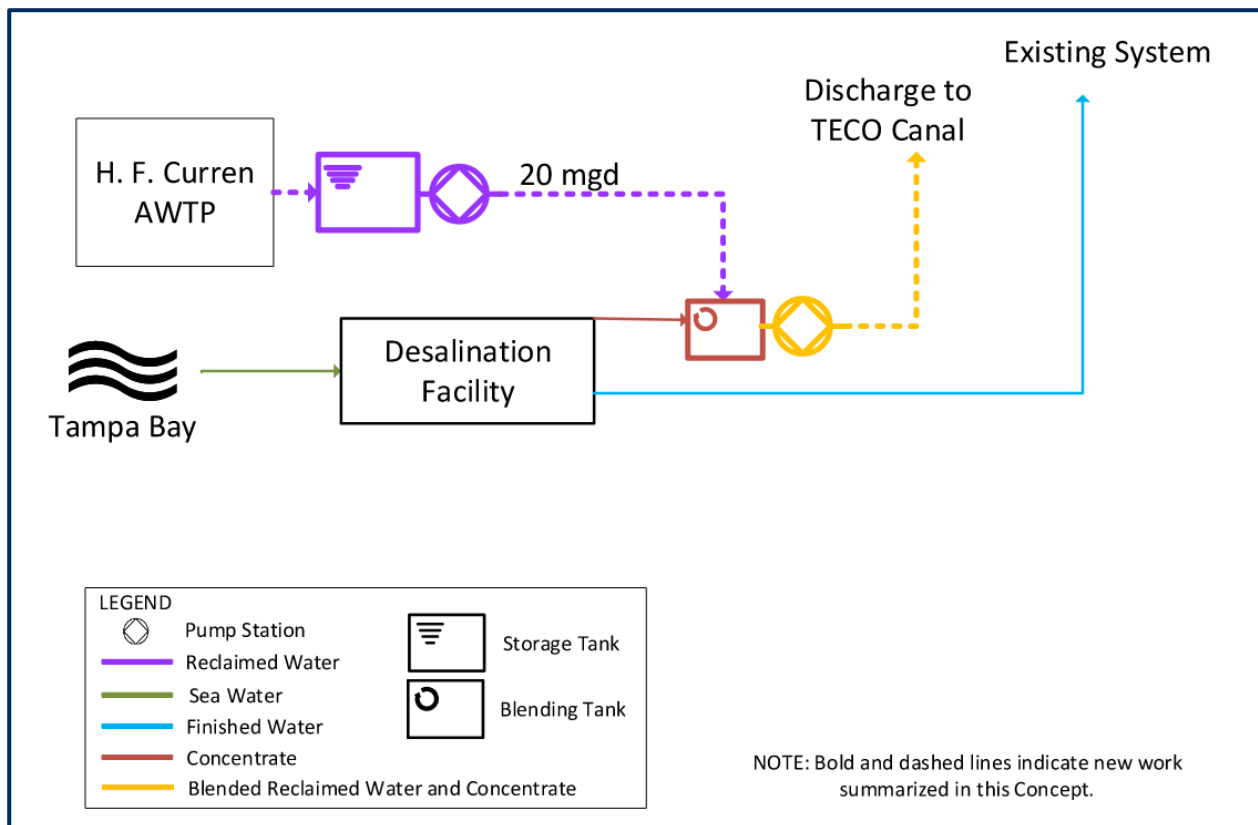 Existing System
Discharge to
TECO Canal
H. F. Curren
AWTP
20 mgd
Desalination
Facility
Tampa Bay
LEGEND
Pump Station
Reclaimed Water
Sea Water
Finished Water
Concentrate
Blended Reclaimed Water and Concentrate
Storage Tank
Blending Tank
NOTE: Bold and dashed lines indicate new work
summarized in this Concept.